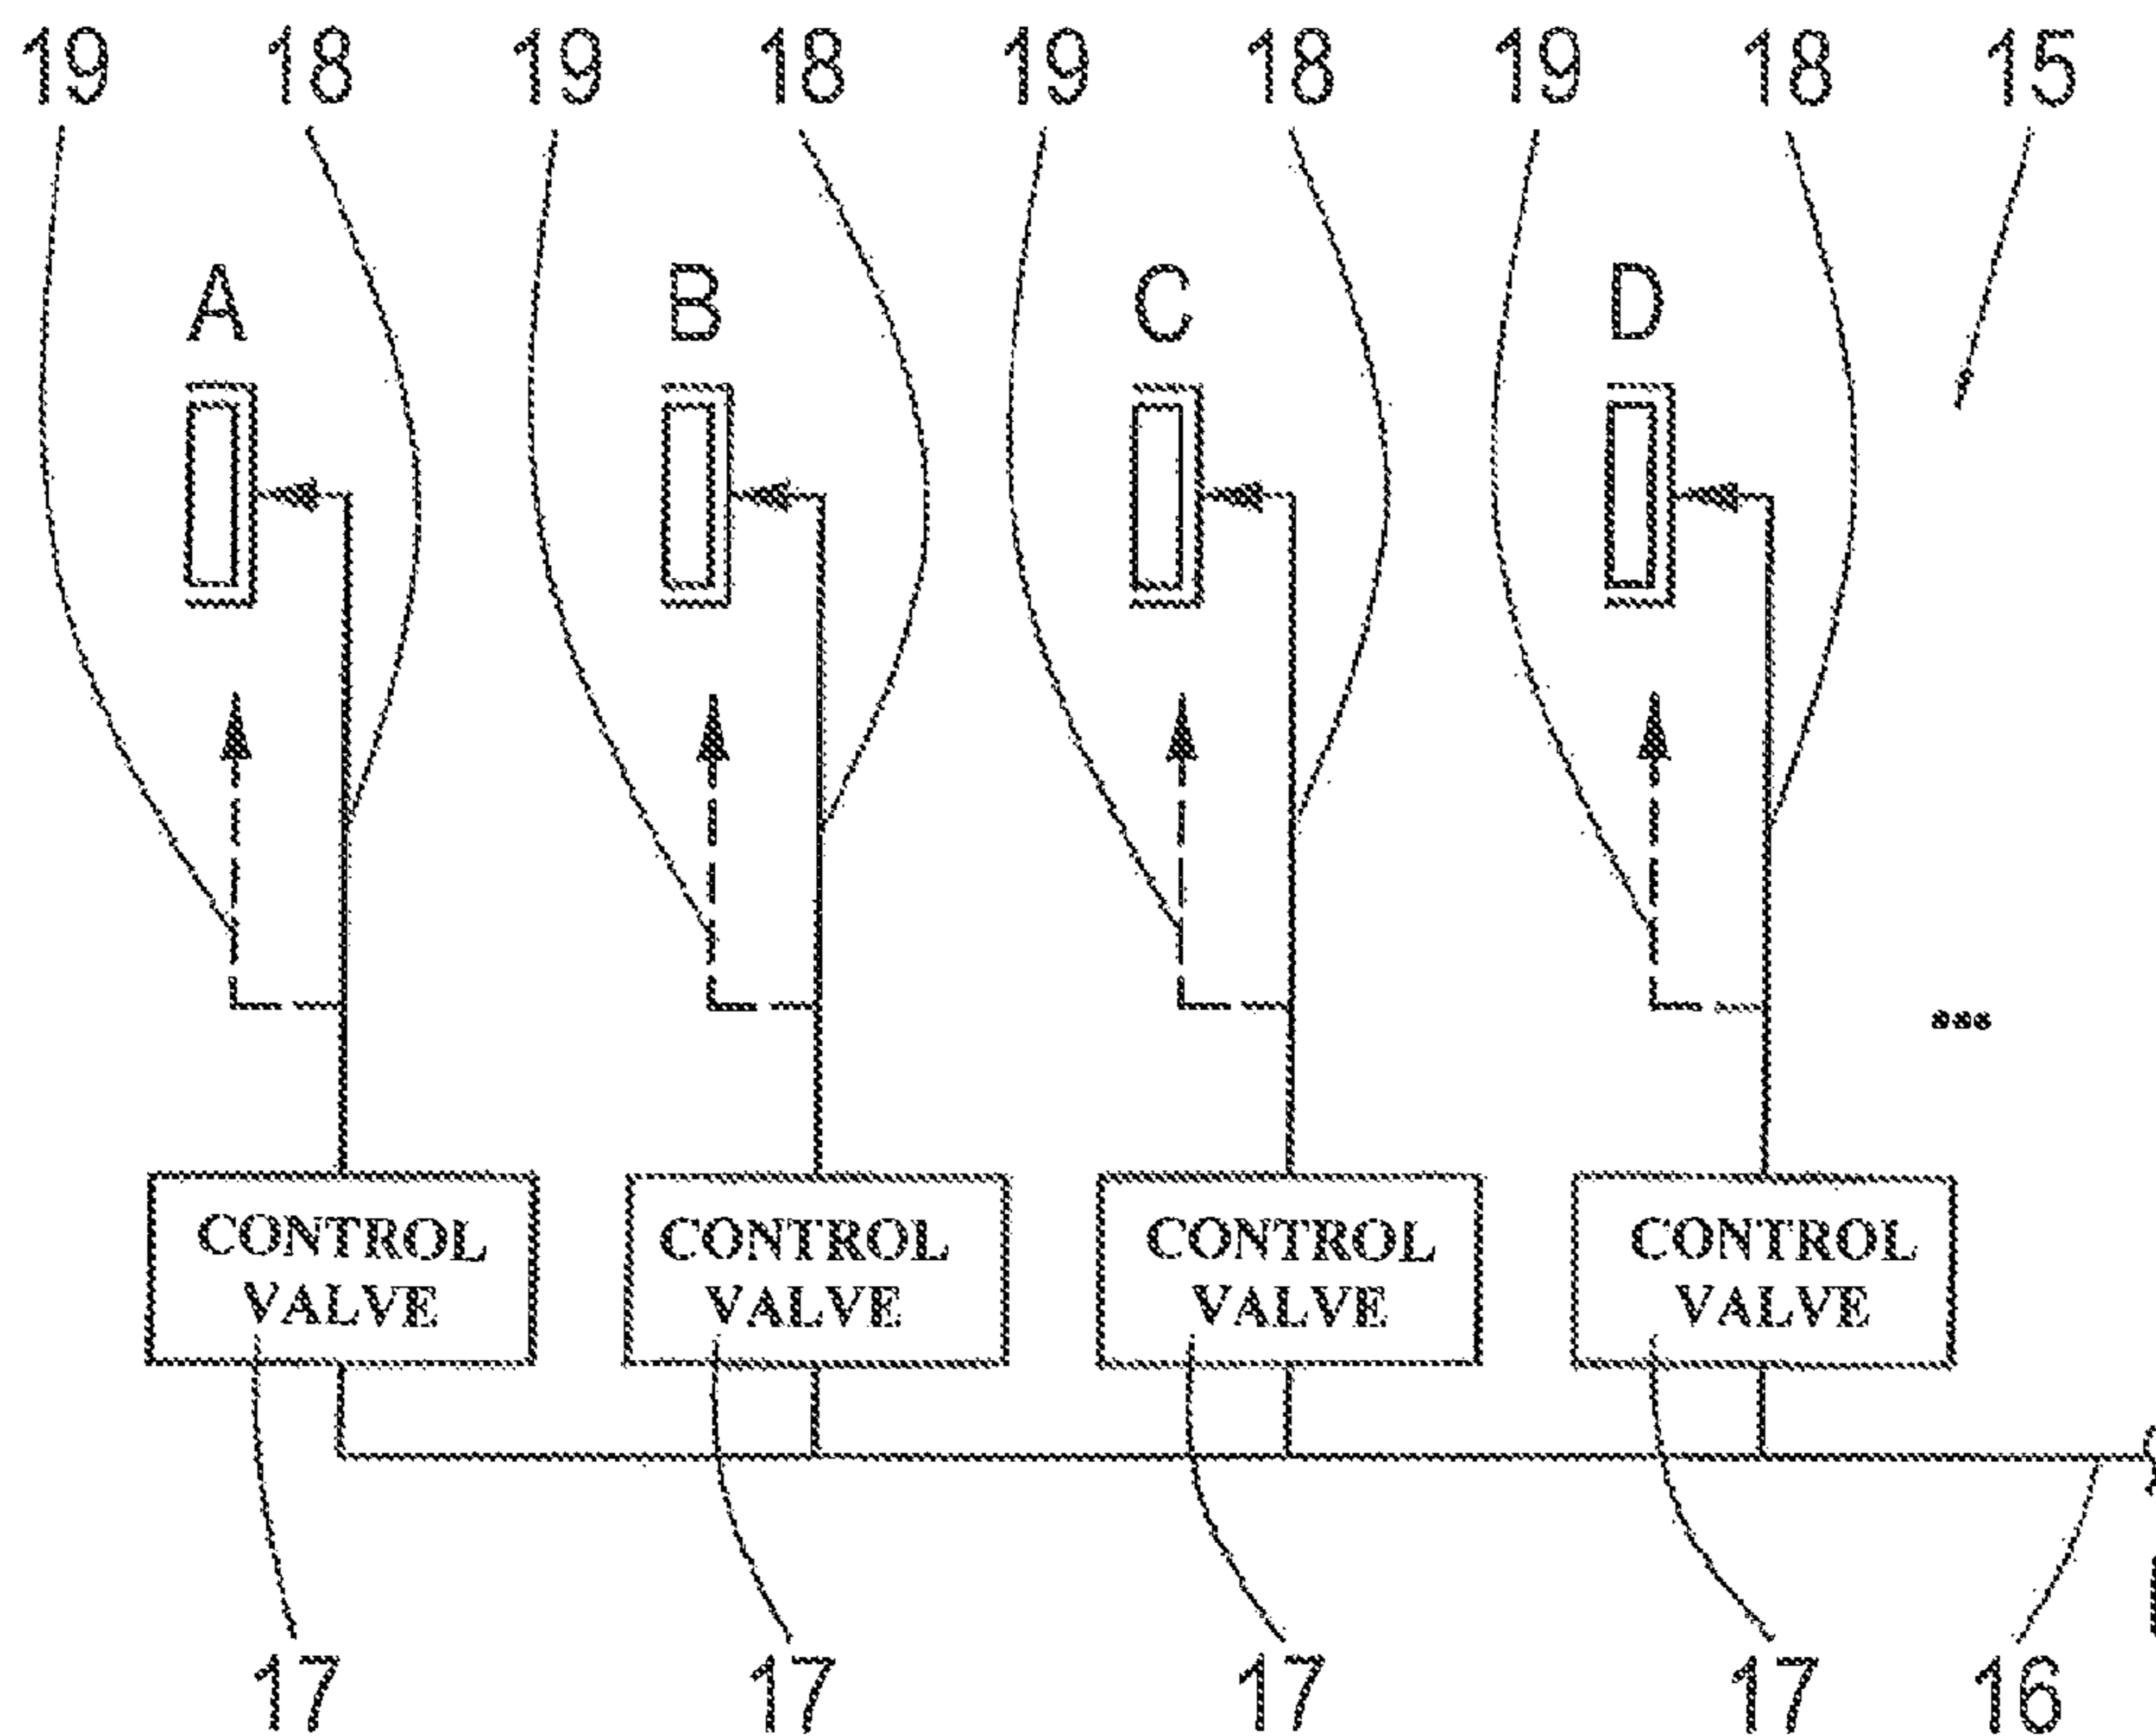 19 18 19 18 19 18 19 18 15
A B C D
...
CONTROL CONTROL CONTROL CONTROL
VALVE VALVE VALVE VALVE
17 17 17 17 16